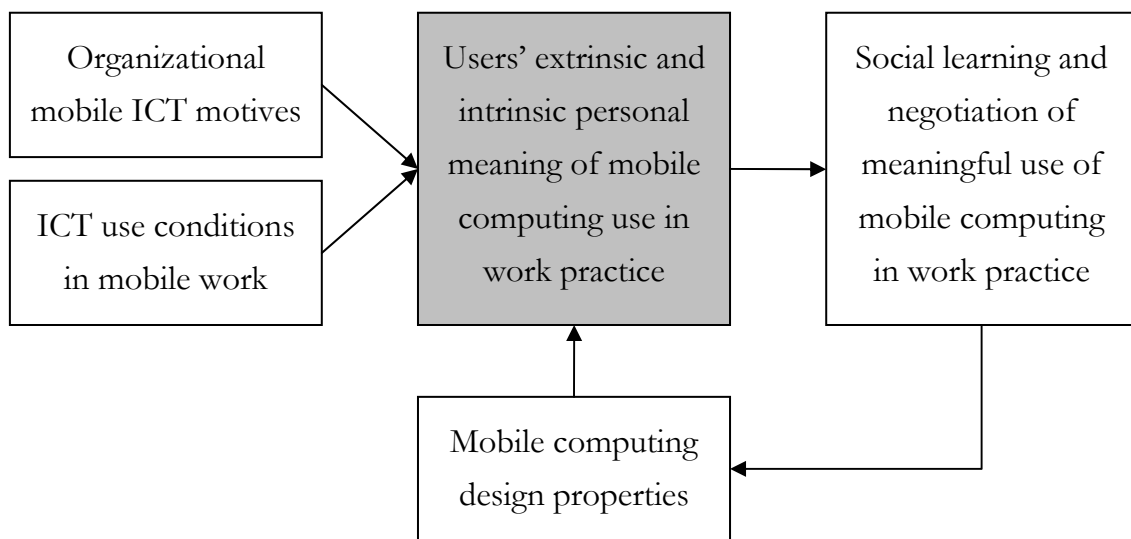 Organizational
mobile ICT motives
ICT use conditions
in mobile work
Users’ extrinsic and
intrinsic personal
meaning of mobile
computing use in
work practice
Social learning and
negotiation of
meaningful use of
mobile computing
in work practice
Mobile computing
design properties